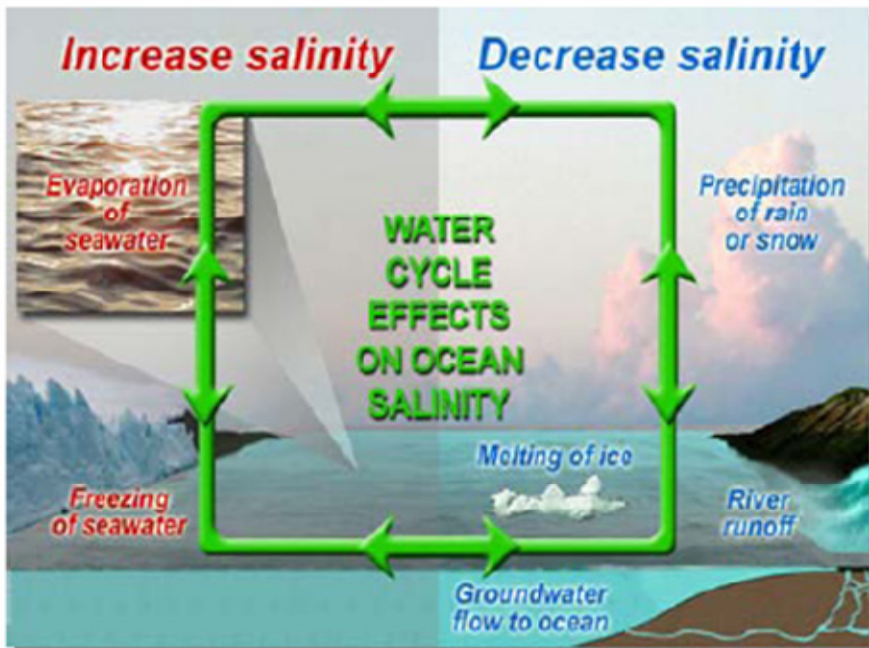 Increase salinity
Decrease salinity
Evaporation
of
seawater
Precipitation
of rain
or snow
WATER
CYCLE
EFFECTS
ON OCEAN
SALINITY
Melting of ice
Freezing
of seawater
River
runoff
Groundwater
flow to ocean